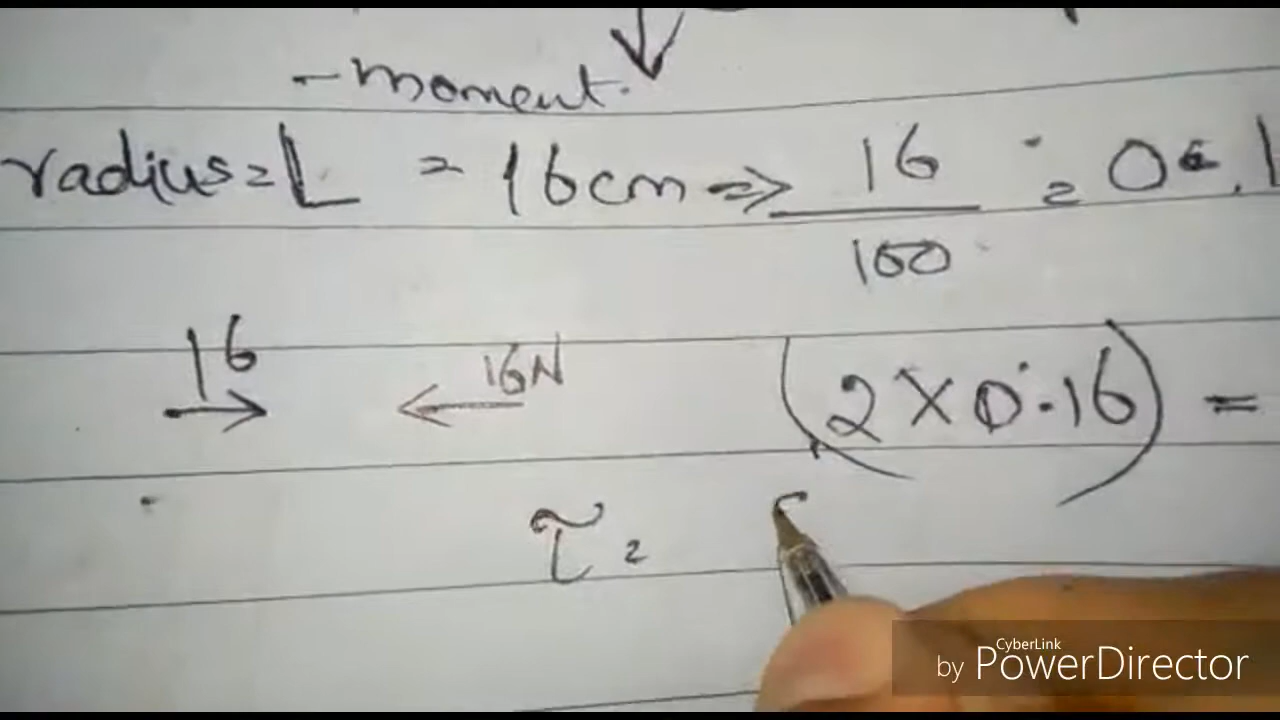 - moment.
radius = L = 16cm => 16/100 = 0.1
16 16N (2 X 0.16) =
τ =
CyberLink
by PowerDirector